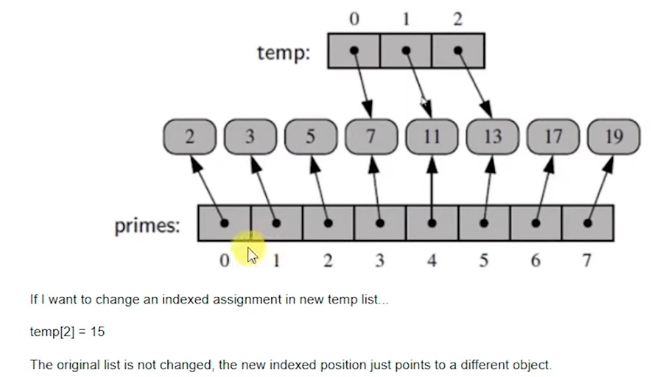 0 1 2
temp:
2 3 5 7 11 13 17 19
primes:
0 1 2 3 4 5 6 7
If I want to change an indexed assignment in new temp list...
temp[2] = 15
The original list is not changed, the new indexed position just points to a different object.